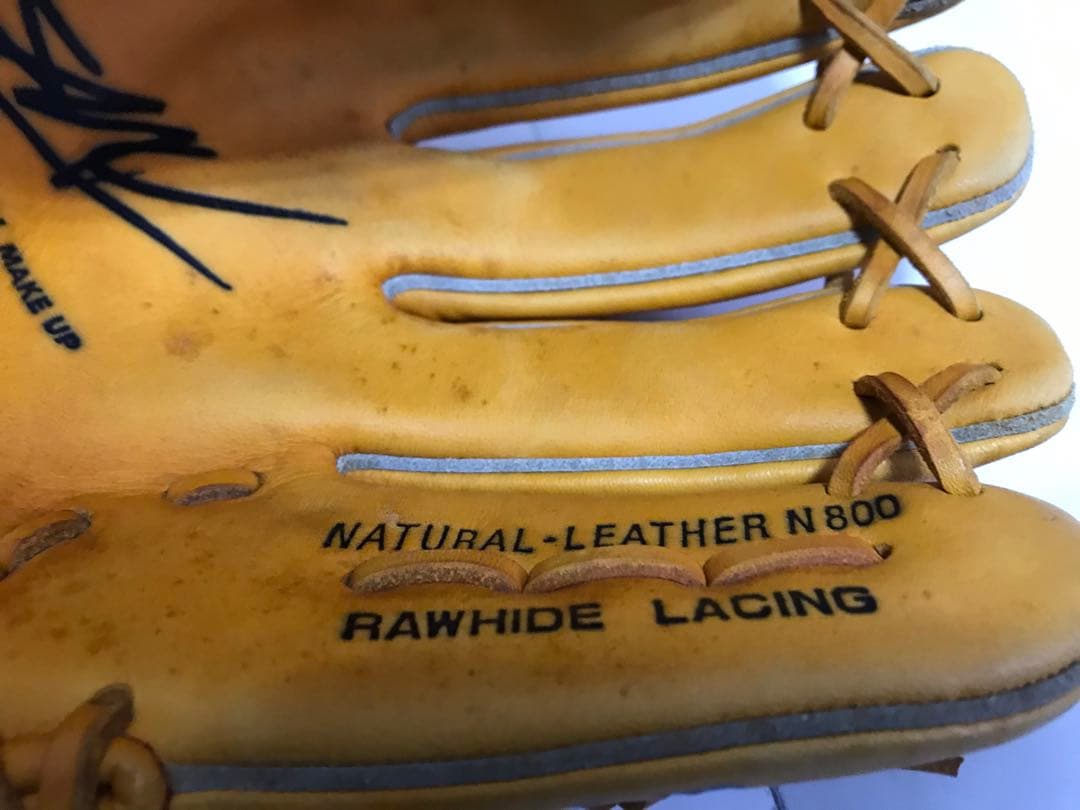 MAKE UP
NATURAL-LEATHER N800
RAWHIDE LACING